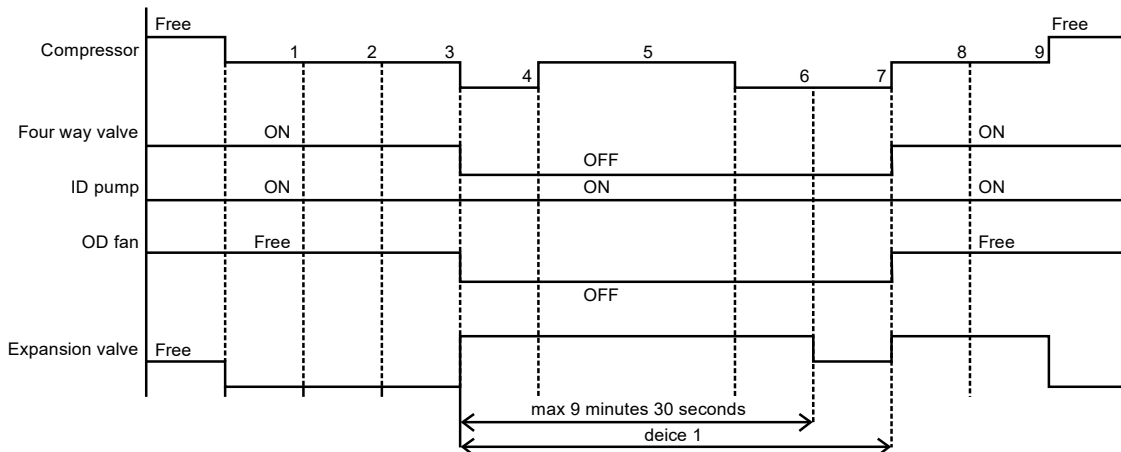 Free
Free
Compressor
1
2
3
4
5
6
7
8
9
Four way valve
ON
OFF
ON
ID pump
ON
ON
ON
OD fan
Free
OFF
Free
Expansion valve
Free
max 9 minutes 30 seconds
deice 1